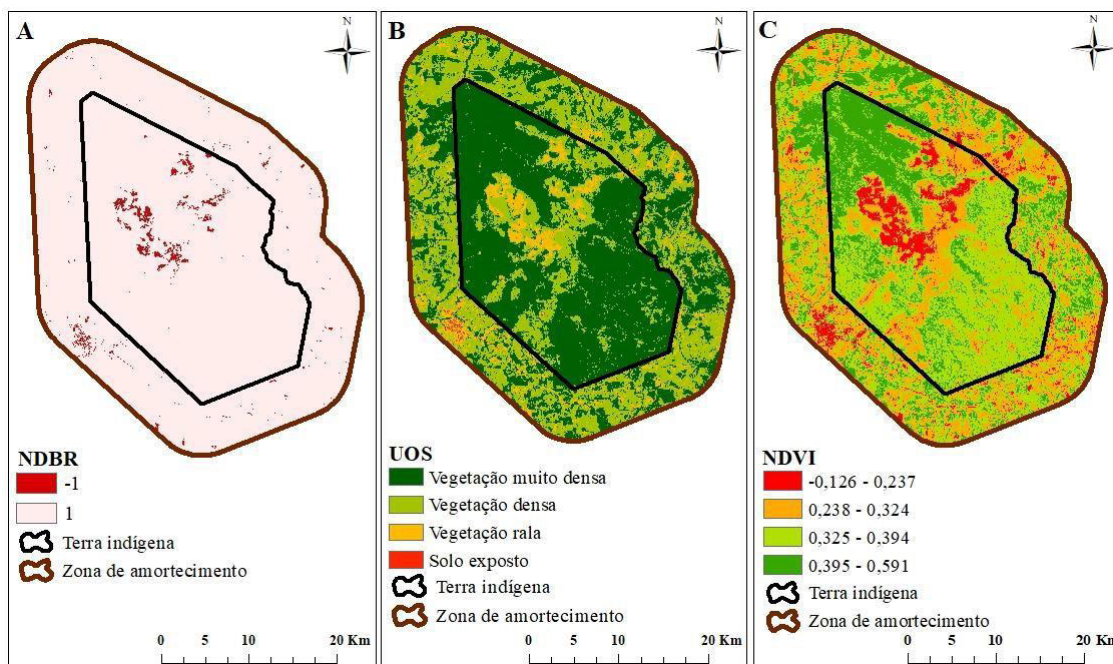 A
N
NDBR
-1
1
Terra indígena
Zona de amortecimento
0 5 10 20 Km
B
N
UOS
Vegetação muito densa
Vegetação densa
Vegetação rala
Solo exposto
Terra indígena
Zona de amortecimento
0 5 10 20 Km
C
N
NDVI
-0,126 - 0,237
0,238 - 0,324
0,325 - 0,394
0,395 - 0,591
Terra indígena
Zona de amortecimento
0 5 10 20 Km